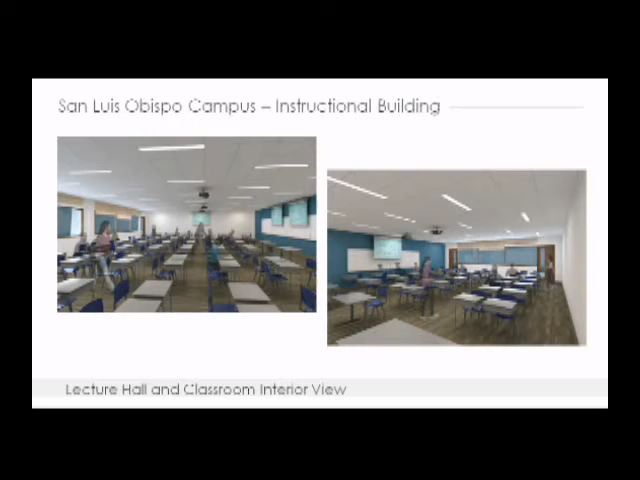 San Luis Obispo Campus – Instructional Building
Lecture Hall and Classroom Interior View